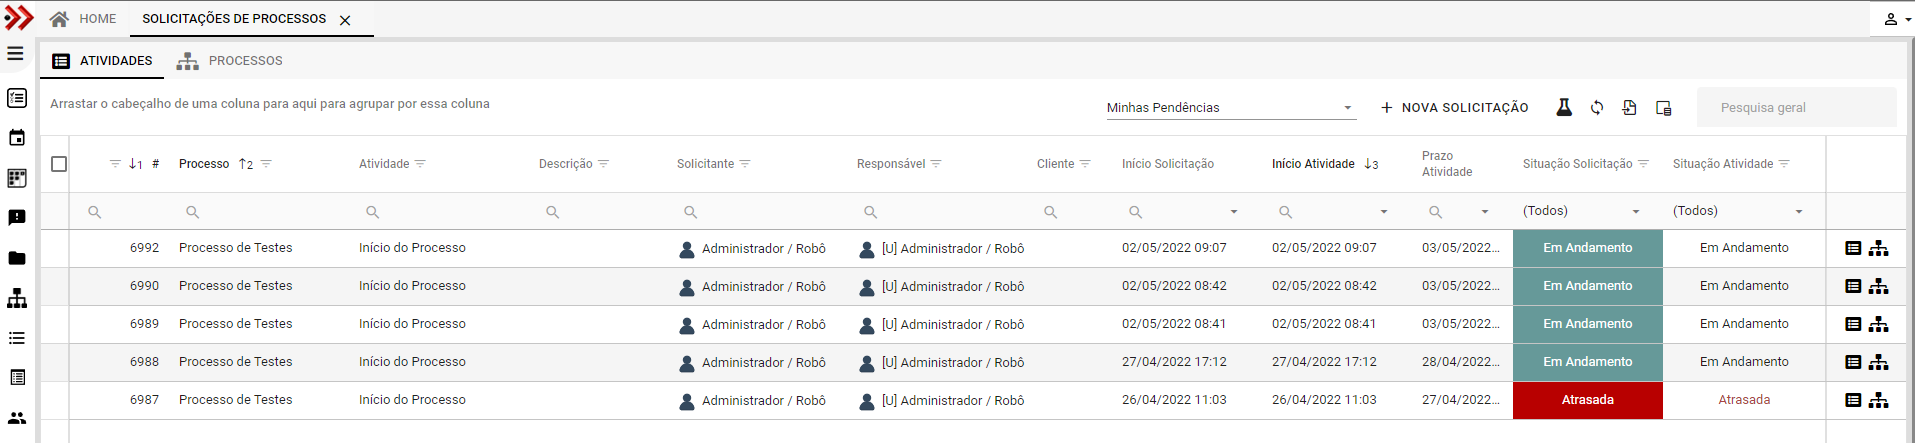 HOME SOLICITAÇÕES DE PROCESSOS
ATIVIDADES PROCESSOS
Arrastar o cabeçalho de uma coluna para aqui para agrupar por essa coluna Minhas Pendências + NOVA SOLICITAÇÃO Pesquisa geral
1 # Processo 2 Atividade Descrição Solicitante Responsável Cliente Início Solicitação Início Atividade 3 Prazo Atividade Situação Solicitação Situação Atividade
(Todos) (Todos)
6992 Processo de Testes Início do Processo Administrador / Robô [U] Administrador / Robô 02/05/2022 09:07 02/05/2022 09:07 03/05/2022... Em Andamento Em Andamento
6990 Processo de Testes Início do Processo Administrador / Robô [U] Administrador / Robô 02/05/2022 08:42 02/05/2022 08:42 03/05/2022... Em Andamento Em Andamento
6989 Processo de Testes Início do Processo Administrador / Robô [U] Administrador / Robô 02/05/2022 08:41 02/05/2022 08:41 03/05/2022... Em Andamento Em Andamento
6988 Processo de Testes Início do Processo Administrador / Robô [U] Administrador / Robô 27/04/2022 17:12 27/04/2022 17:12 28/04/2022... Em Andamento Em Andamento
6987 Processo de Testes Início do Processo Administrador / Robô [U] Administrador / Robô 26/04/2022 11:03 26/04/2022 11:03 27/04/2022... Atrasada Atrasada